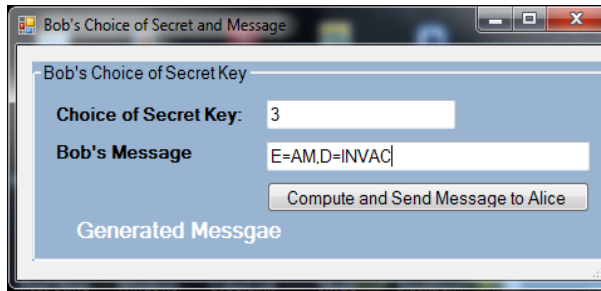 Bob's Choice of Secret and Message
Bob's Choice of Secret Key
Choice of Secret Key: 3
Bob's Message E=AM,D=INVAC
Compute and Send Message to Alice
Generated Messgae